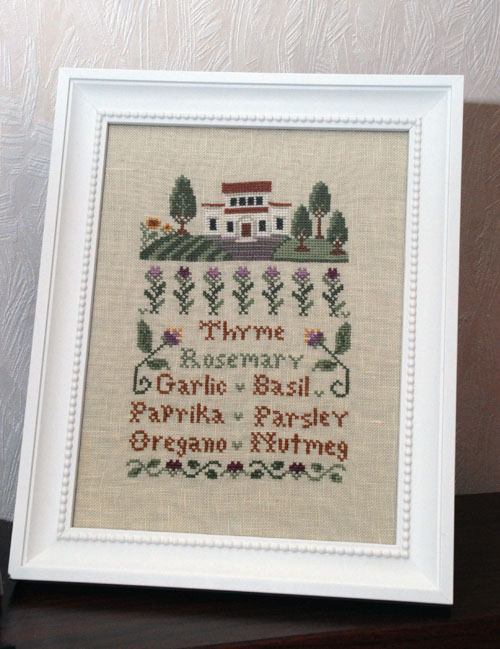 Thyme
Rosemary
Garlic Basil
Paprika Parsley
Oregano Nutmeg